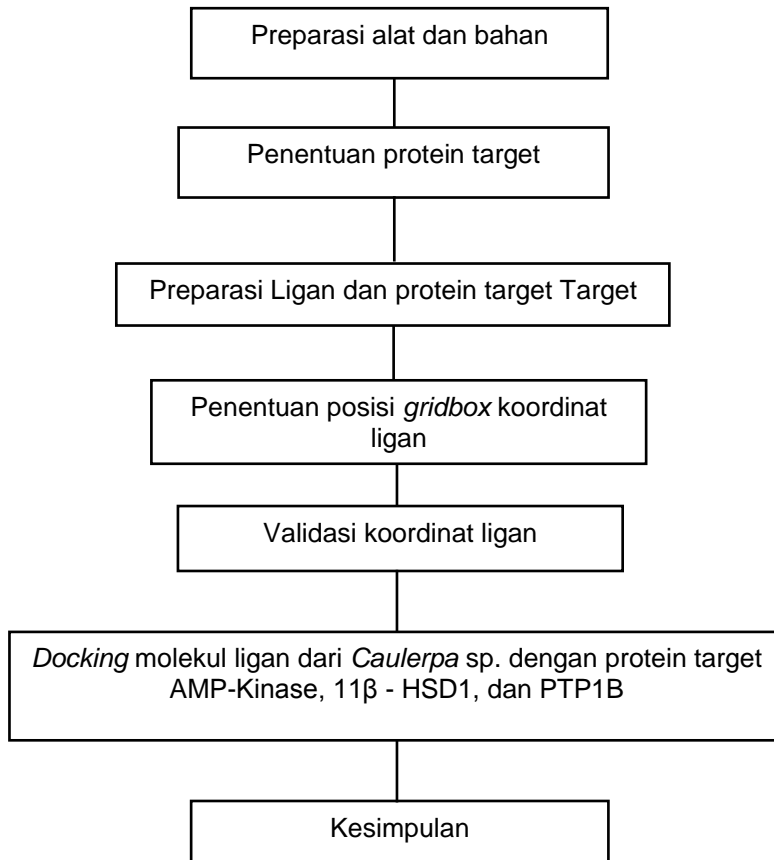 Preparasi alat dan bahan
Penentuan protein target
Preparasi Ligan dan protein target Target
Penentuan posisi gridbox koordinat
ligan
Validasi koordinat ligan
Docking molekul ligan dari Caulerpa sp. dengan protein target
AMP-Kinase, 11β - HSD1, dan PTP1B
Kesimpulan